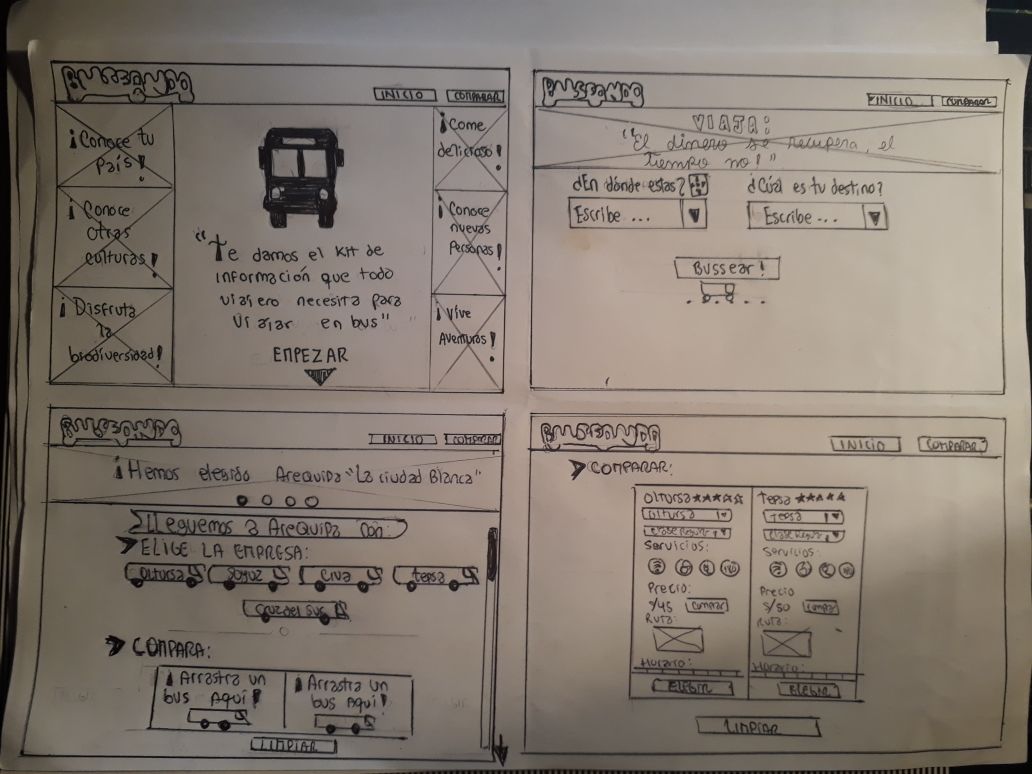 BUSSEANDO
INICIO COMPARAR
¡Conoce tu
país!
¡Conoce
otras
culturas!
¡Disfruta
la
biodiversidad!
"Te damos el kit de
información que todo
viajero necesita para
viajar en bus"
EMPEZAR
¡Come
delicioso!
¡Conoce
nuevas
Personas!
¡Vive
Aventuras!
BUSSEANDO
INICIO COMPARAR
VIAJA:
"El dinero se recupera, el
tiempo no!"
¿En dónde estas? ¿Cúal es tu destino?
Escribe ... Escribe ...
Bussear!
BUSSEANDO
INICIO COMPARAR
¡Hemos elegido Arequipa "La ciudad Blanca"
Lleguemos a Arequipa con:
ELIGE LA EMPRESA:
Oltursa Soyuz Civa tepsa
Cruz del Sur
COMPARA:
¡Arrastra un
bus Aquí!
¡Arrastra un
bus Aquí!
LIMPIAR
BUSSEANDO
INICIO COMPARAR
COMPARAR:
Oltursa
Oltursa
Clase Regular
Servicios:
Precio:
S/45 Comprar
Ruta:
Horario:
ELEGIR
Tepsa
Tepsa
Clase Regular
Servicios:
Precio
S/50 Comprar
Ruta:
Horario:
ELEGIR
LIMPIAR